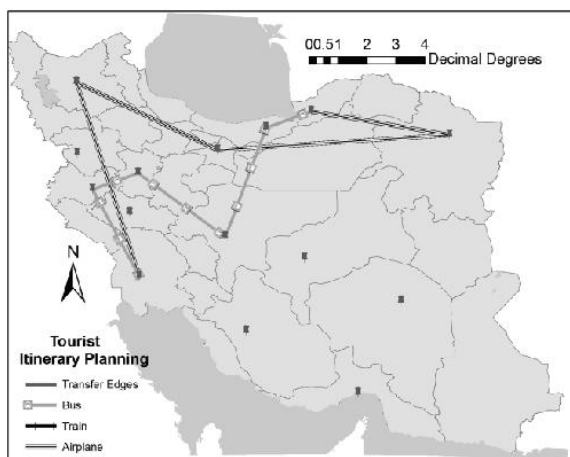 00.51 2 3 4
Decimal Degrees
N
Tourist
Itinerary Planning
Transfer Edges
Bus
Train
Airplane